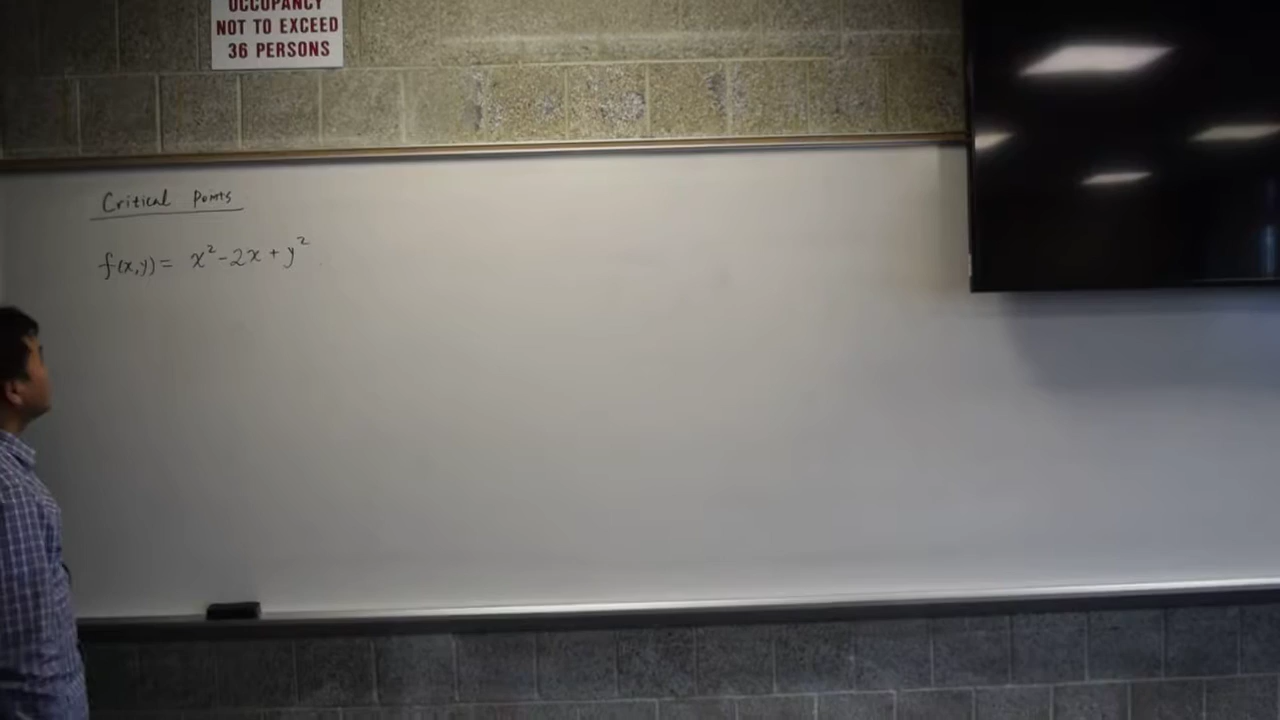 OCCUPANCY
NOT TO EXCEED
36 PERSONS
Critical Points
f(x,y) = x² - 2x + y²